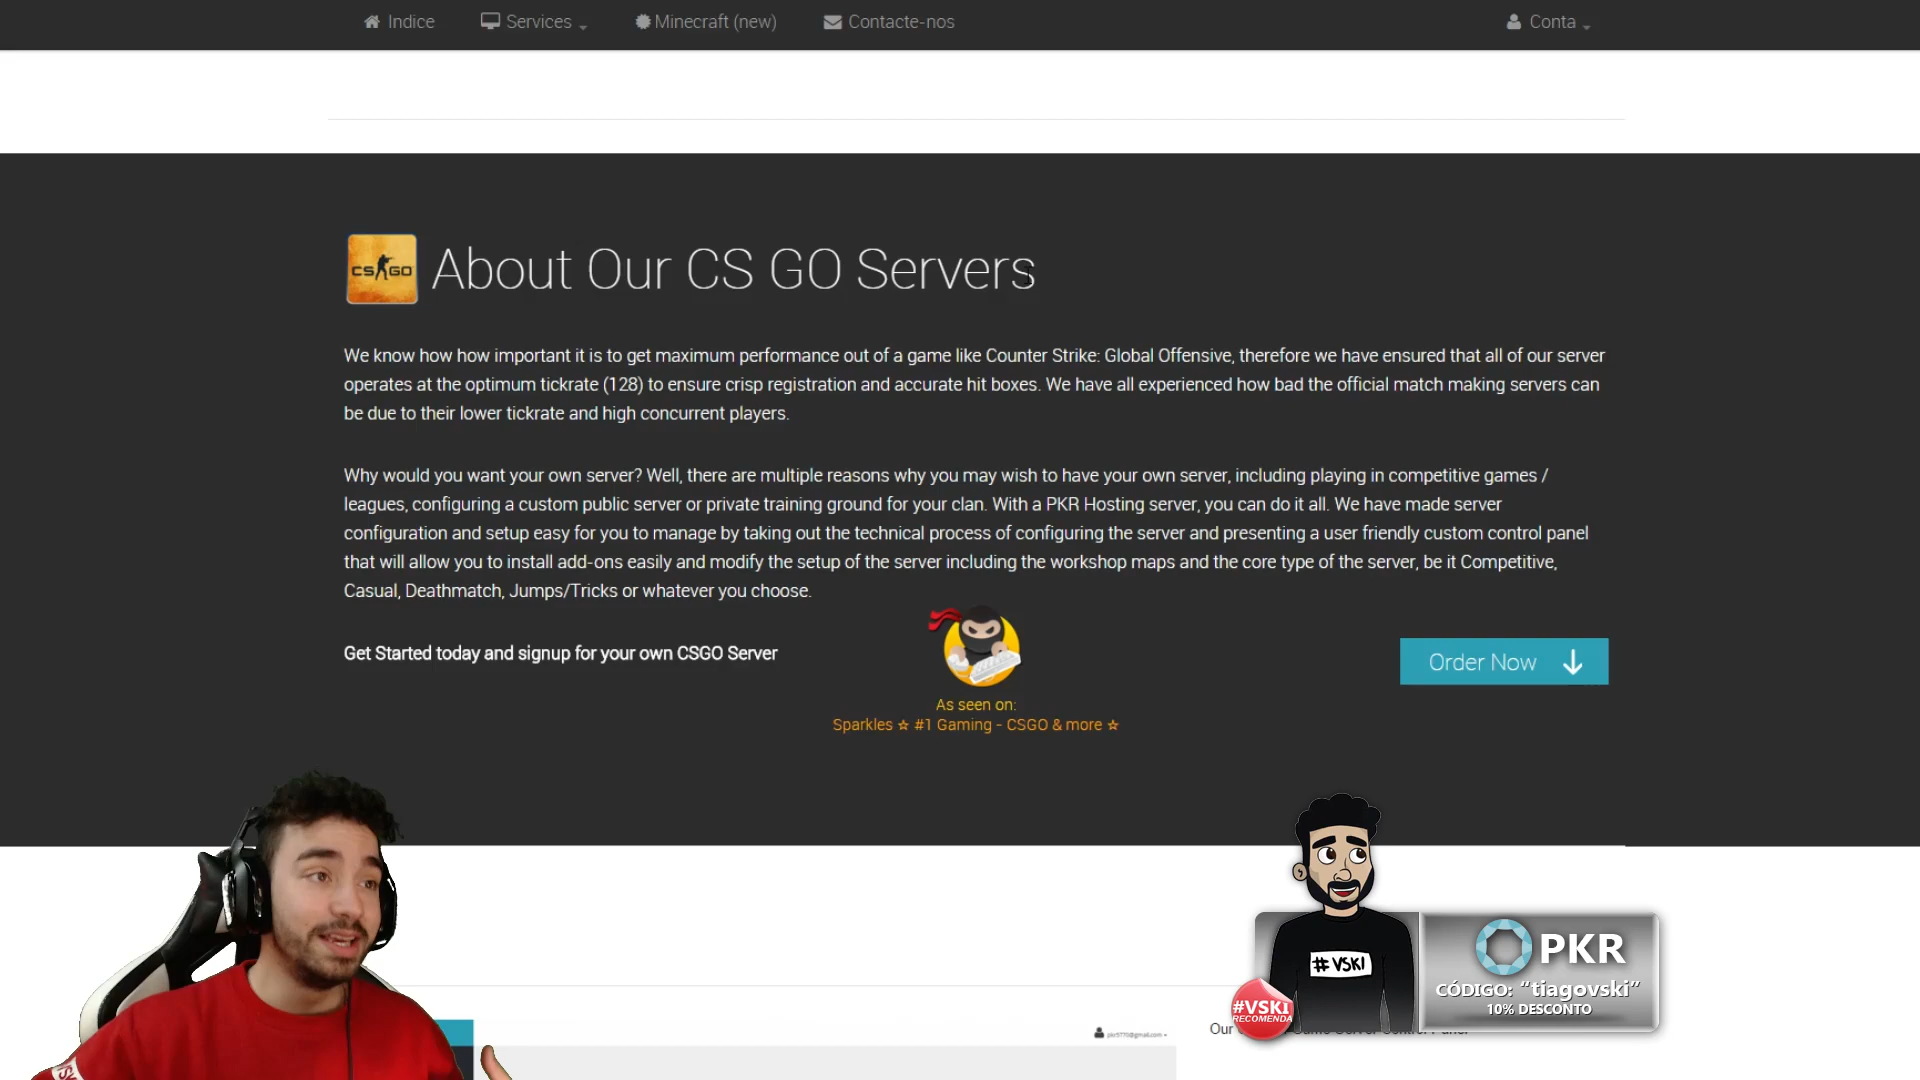 Indice
Services
Minecraft (new)
Contacte-nos
Conta
CS GO
About Our CS GO Servers
We know how how important it is to get maximum performance out of a game like Counter Strike: Global Offensive, therefore we have ensured that all of our server
operates at the optimum tickrate (128) to ensure crisp registration and accurate hit boxes. We have all experienced how bad the official match making servers can
be due to their lower tickrate and high concurrent players.
Why would you want your own server? Well, there are multiple reasons why you may wish to have your own server, including playing in competitive games /
leagues, configuring a custom public server or private training ground for your clan. With a PKR Hosting server, you can do it all. We have made server
configuration and setup easy for you to manage by taking out the technical process of configuring the server and presenting a user friendly custom control panel
that will allow you to install add-ons easily and modify the setup of the server including the workshop maps and the core type of the server, be it Competitive,
Casual, Deathmatch, Jumps/Tricks or whatever you choose.
Get Started today and signup for your own CSGO Server
As seen on:
Sparkles ☆ #1 Gaming - CSGO & more ☆
Order Now
# VSKI
PKR
CÓDIGO: "tiagovski"
10% DESCONTO
#VSKI
RECOMENDA
Our